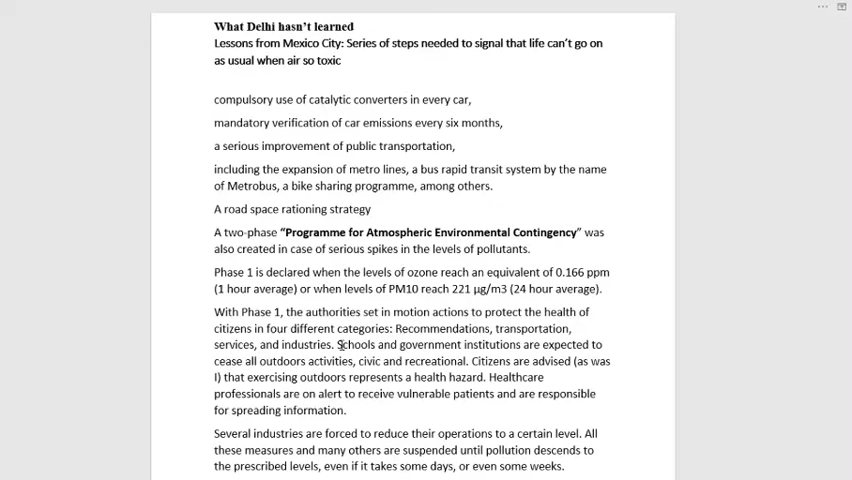 What Delhi hasn't learned
Lessons from Mexico City: Series of steps needed to signal that life can't go on
as usual when air so toxic
compulsory use of catalytic converters in every car,
mandatory verification of car emissions every six months,
a serious improvement of public transportation,
including the expansion of metro lines, a bus rapid transit system by the name
of Metrobus, a bike sharing programme, among others.
A road space rationing strategy
A two-phase “Programme for Atmospheric Environmental Contingency” was
also created in case of serious spikes in the levels of pollutants.
Phase 1 is declared when the levels of ozone reach an equivalent of 0.166 ppm
(1 hour average) or when levels of PM10 reach 221 µg/m3 (24 hour average).
With Phase 1, the authorities set in motion actions to protect the health of
citizens in four different categories: Recommendations, transportation,
services, and industries. Schools and government institutions are expected to
cease all outdoors activities, civic and recreational. Citizens are advised (as was
I) that exercising outdoors represents a health hazard. Healthcare
professionals are on alert to receive vulnerable patients and are responsible
for spreading information.
Several industries are forced to reduce their operations to a certain level. All
these measures and many others are suspended until pollution descends to
the prescribed levels, even if it takes some days, or even some weeks.